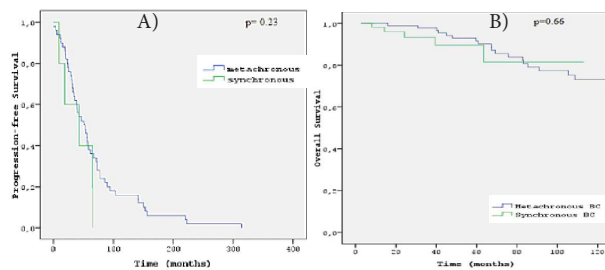 A)
p= 0.23
metachronous
synchronous
Progression-free Survival
1,0
0,8
0,6
0,4
0,2
0,0
0
100
200
300
400
Time (months)
B)
p=0.66
Overall Survival
1,0
0,8
0,6
0,4
0,2
0,0
Metachronous BC
Synchronous BC
0
20
40
60
80
100
120
Time (months)